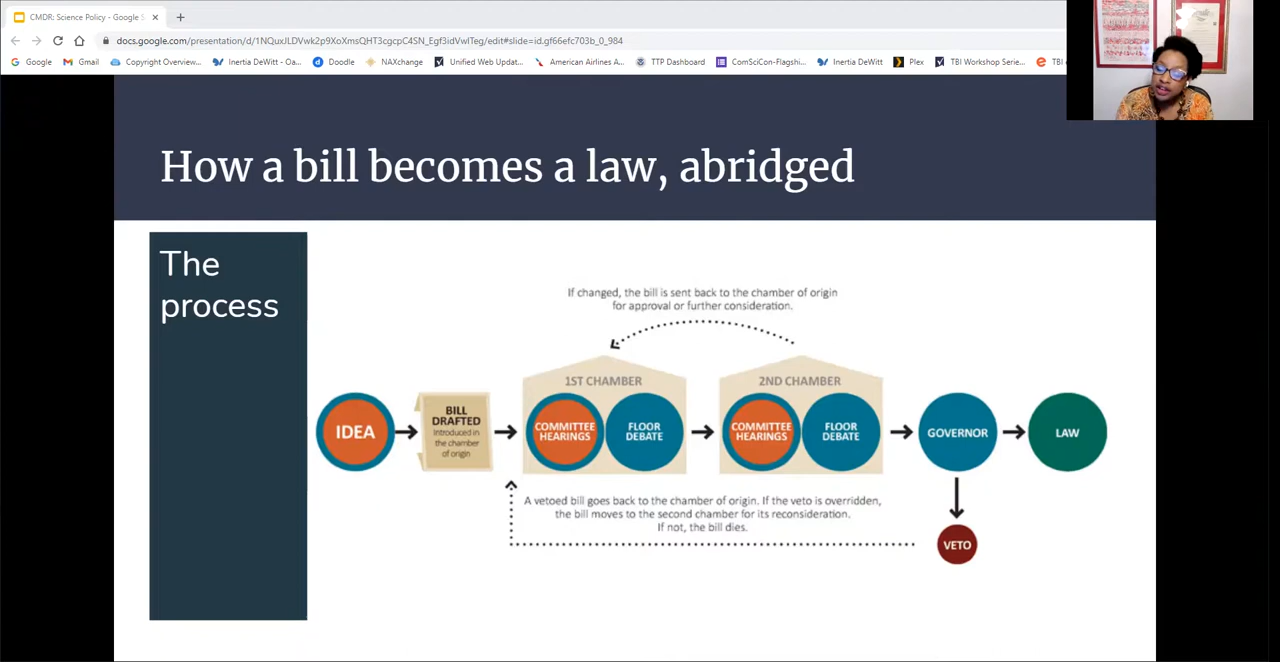 CMDR: Science Policy - Google S
docs.google.com/presentation/d/
/edit#slide=id.gf66efc703b_0_984
Google
Gmail
Copyright Overview...
Inertia DeWitt - Oa...
Doodle
NAXchange
Unified Web Updat...
American Airlines A...
TTP Dashboard
ComSciCon-Flagshi...
Inertia DeWitt
Plex
TBI Workshop Serie...
TBI
How a bill becomes a law, abridged
The
process
If changed, the bill is sent back to the chamber of origin
for approval or further consideration.
IDEA
BILL
DRAFTED
Introduced in
the chamber
of origin
1ST CHAMBER
COMMITTEE
HEARINGS
FLOOR
DEBATE
2ND CHAMBER
COMMITTEE
HEARINGS
FLOOR
DEBATE
GOVERNOR
LAW
A vetoed bill goes back to the chamber of origin. If the veto is overridden,
the bill moves to the second chamber for its reconsideration.
If not, the bill dies.
VETO